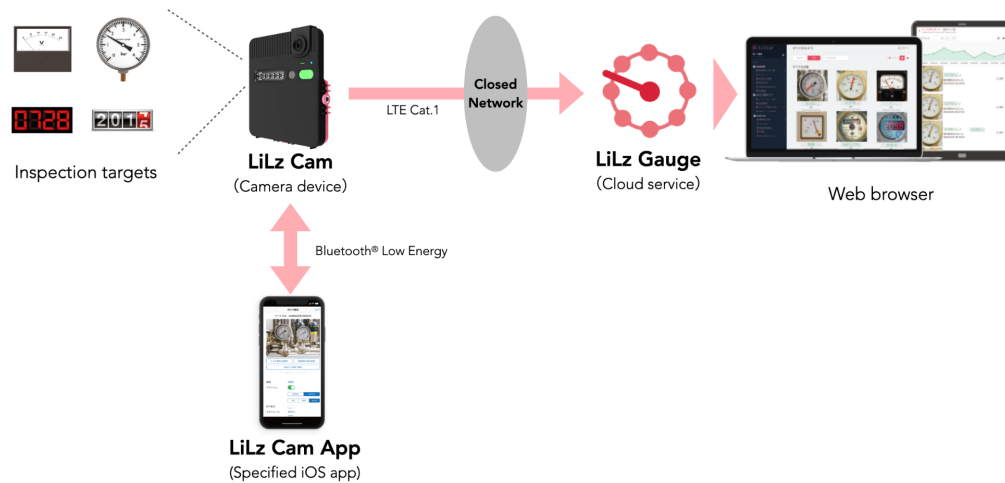 bar
0728
Inspection targets
LiLz Cam
(Camera device)
LTE Cat.1
Closed
Network
LiLz Gauge
(Cloud service)
Web browser
Bluetooth® Low Energy
LiLz Cam App
(Specified iOS app)